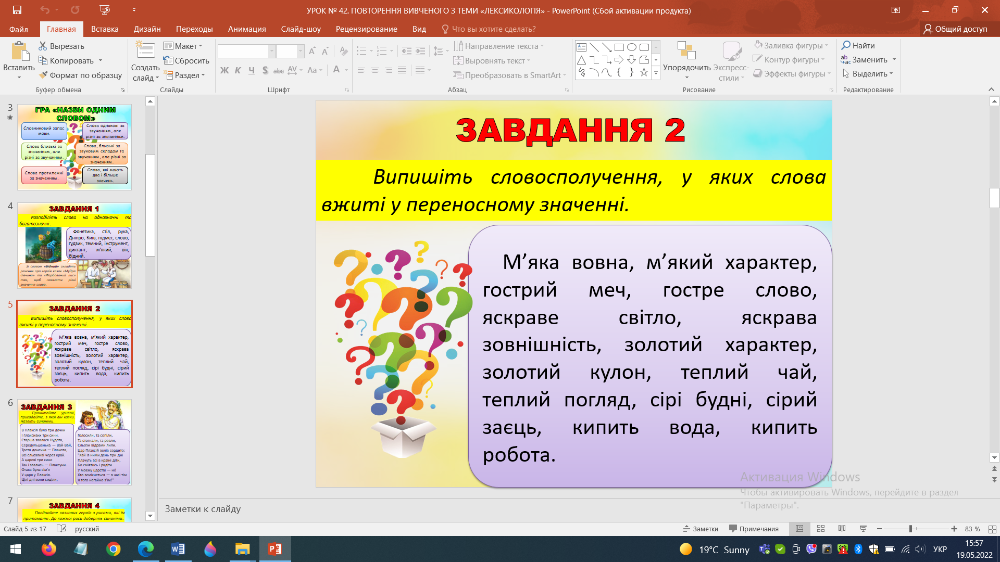 УРОК № 42. ПОВТОРЕННЯ ВИВЧЕНОГО З ТЕМИ «ЛЕКСИКОЛОГІЯ» - PowerPoint (Сбой активации продукта)
Файл Главная Вставка Дизайн Переходы Анимация Слайд-шоу Рецензирование Вид Что вы хотите сделать? Общий доступ
Вставить
Вырезать
Копировать
Формат по образцу
Буфер обмена
Создать
слайд
Макет
Сбросить
Раздел
Слайды
Ж К Ч S abc AV Aa A
Шрифт
Направление текста
Выровнять текст
Преобразовать в SmartArt
Абзац
Упорядочить
Экспресс-
стили
Заливка фигуры
Контур фигуры
Эффекты фигуры
Рисование
Найти
Заменить
Выделить
Редактирование
3
ГРА «НАЗВИ ОДНИМ
СЛОВОМ»
Словниковий запас
мови.
Слова однакові за
звучанням, але
різні за значенням.
Слова близькі за
значенням, але
різні за звучанням.
Слова, близькі за
звуковим складом та
звучанням, але різні за
значенням.
Слова протилежні
за значенням.
Слова, які мають
два і більше
значень.
4
ЗАВДАННЯ 1
Розподіліть слова на однозначні та
багатозначні.
Фонетика, стіл, рука,
Дніпро, Київ, підмет, слово,
ґудзик, темний, інструмент,
диктант, м’який, вік,
бідний.
Зі словом «бідний» складіть
речення про героїв казок «Мудра
дівчина» та «Фарбований лис»
так, щоб показати різні
значення слова.
5
ЗАВДАННЯ 2
Випишіть словосполучення, у яких слова
вжиті у переносному значенні.
М’яка вовна, м’який характер,
гострий меч, гостре слово,
яскраве світло, яскрава
зовнішність, золотий характер,
золотий кулон, теплий чай,
теплий погляд, сірі будні, сірий
заєць, кипить вода, кипить
робота.
6
ЗАВДАННЯ 3
Прочитайте уривок,
пригадайте, з якої він казки.
Назвіть синоніми.
В Плаксія було три дочки
І плаксивих три сини.
Старша звалася Нудота,
Середульшенька — Вай-Вай,
Третя донечка — Плакота,
Всі сльозливі через край.
А цареві три сини
Так і звались — Плаксуни.
Отака була сім’я
У царя у Плаксія.
Цілі дні вони сиділи,
Голосили, та сопіли,
Та стогнали, та ревли,
Сльози відрами лили.
Цар Плаксій велів сердито:
"Хай із ними день при дні
Плачуть всі в країні діти,
Бо сміятись і радіти
У моєму царстві — ні!
Хто всміхнеться — в часі тім
Я того негайно з’їм!"
7
ЗАВДАННЯ 4
Поєднайте казкових героїв з рисами, які їм
притаманні. До кожної риси доберіть синоніми.
ЗАВДАННЯ 2
Випишіть словосполучення, у яких слова
вжиті у переносному значенні.
М’яка вовна, м’який характер,
гострий меч, гостре слово,
яскраве світло, яскрава
зовнішність, золотий характер,
золотий кулон, теплий чай,
теплий погляд, сірі будні, сірий
заєць, кипить вода, кипить
робота.
Активация Windows
Чтобы активировать Windows, перейдите в раздел
"Параметры".
Заметки к слайду
Слайд 5 из 17 русский Заметки Примечания 83 %
19°C Sunny УКР 15:57
19.05.2022